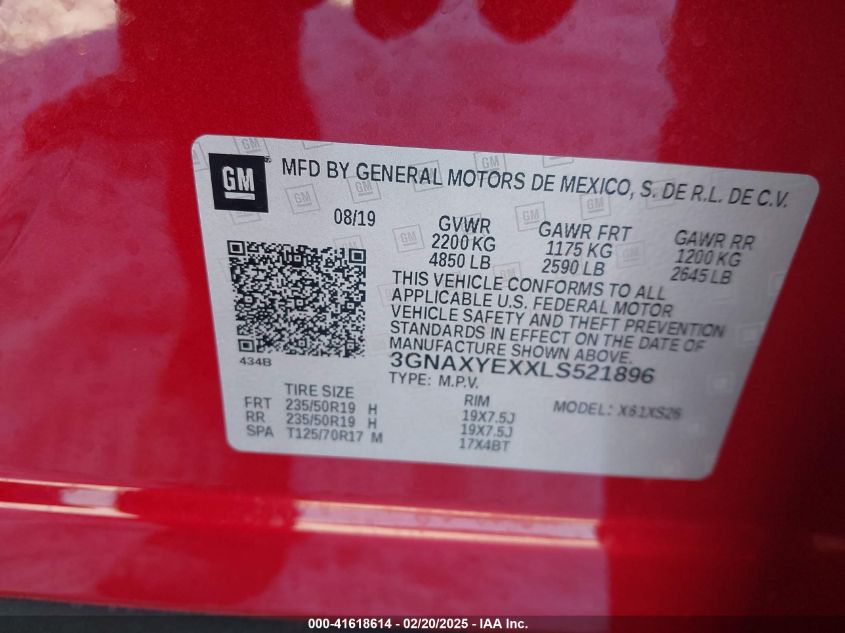 GM
MFD BY GENERAL MOTORS DE MEXICO, S. DE R.L. DE C.V.
08/19
GVWR GAWR FRT GAWR RR
2200 KG 1175 KG 1200 KG
4850 LB 2590 LB 2645 LB
THIS VEHICLE CONFORMS TO ALL
APPLICABLE U.S. FEDERAL MOTOR
VEHICLE SAFETY AND THEFT PREVENTION
STANDARDS IN EFFECT ON THE DATE OF
MANUFACTURE SHOWN ABOVE.
434B
3GNAXYEXXLS521896
TYPE: M.P.V.
TIRE SIZE RIM MODEL: X61XS26
FRT 235/50R19 H 19X7.5J
RR 235/50R19 H 19X7.5J
SPA T125/70R17 M 17X4BT
000-41618614 - 02/20/2025 - IAAI.com